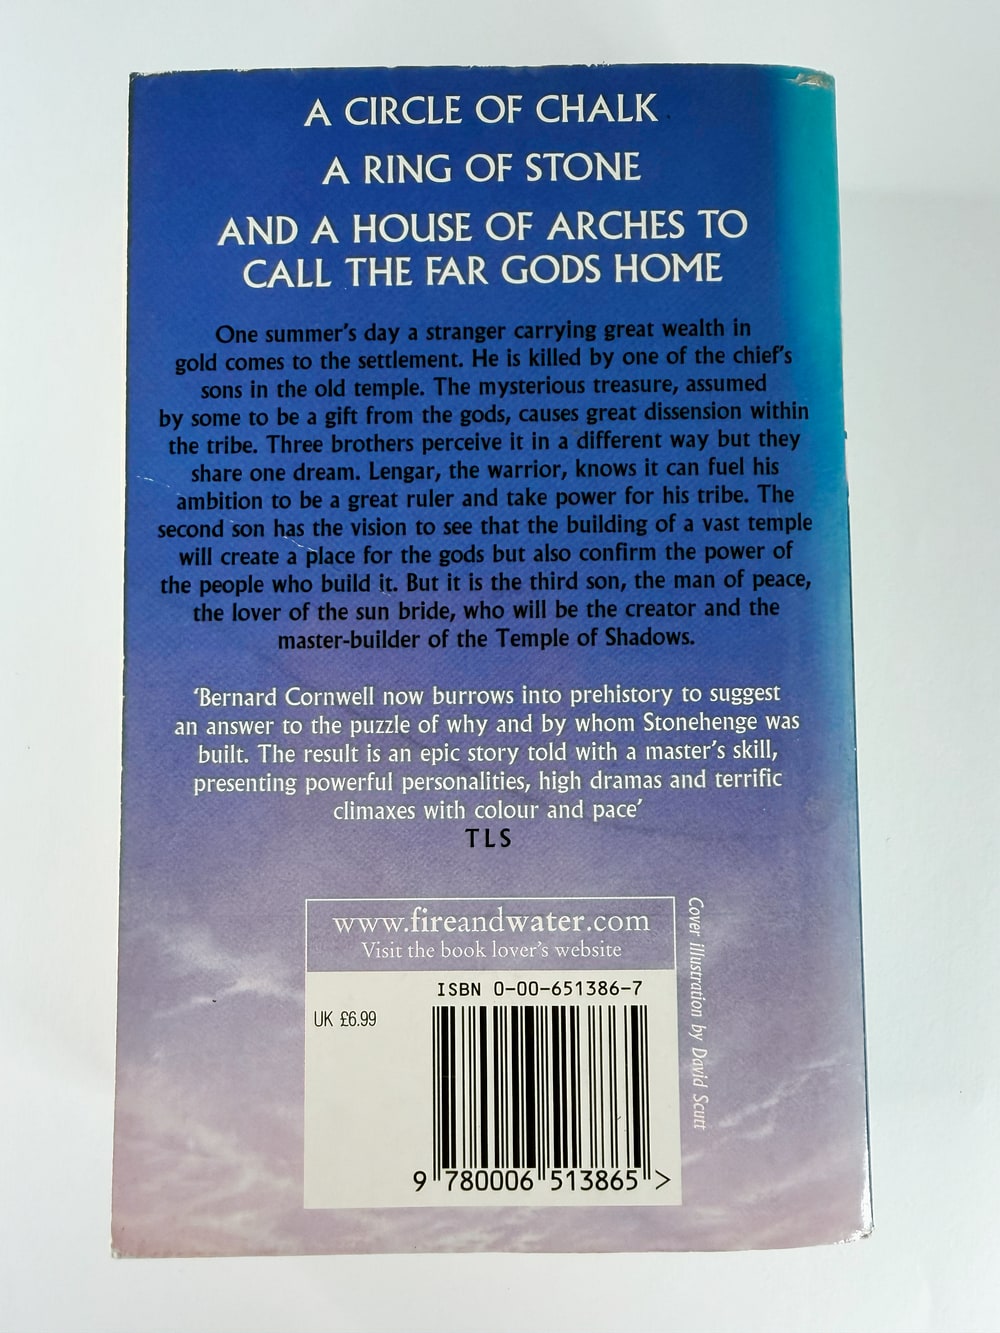 A CIRCLE OF CHALK
A RING OF STONE
AND A HOUSE OF ARCHES TO
CALL THE FAR GODS HOME
One summer's day a stranger carrying great wealth in
gold comes to the settlement. He is killed by one of the chief's
sons in the old temple. The mysterious treasure, assumed
by some to be a gift from the gods, causes great dissension within
the tribe. Three brothers perceive it in a different way but they
share one dream. Lengar, the warrior, knows it can fuel his
ambition to be a great ruler and take power for his tribe. The
second son has the vision to see that the building of a vast temple
will create a place for the gods but also confirm the power of
the people who build it. But it is the third son, the man of peace,
the lover of the sun bride, who will be the creator and the
master-builder of the Temple of Shadows.
'Bernard Cornwell now burrows into prehistory to suggest
an answer to the puzzle of why and by whom Stonehenge was
built. The result is an epic story told with a master's skill,
presenting powerful personalities, high dramas and terrific
climaxes with colour and pace'
TLS
www.fireandwater.com
Visit the book lover's website
ISBN 0-00-651386-7
UK £6.99
9 780006 513865 >
Cover illustration by David Scutt